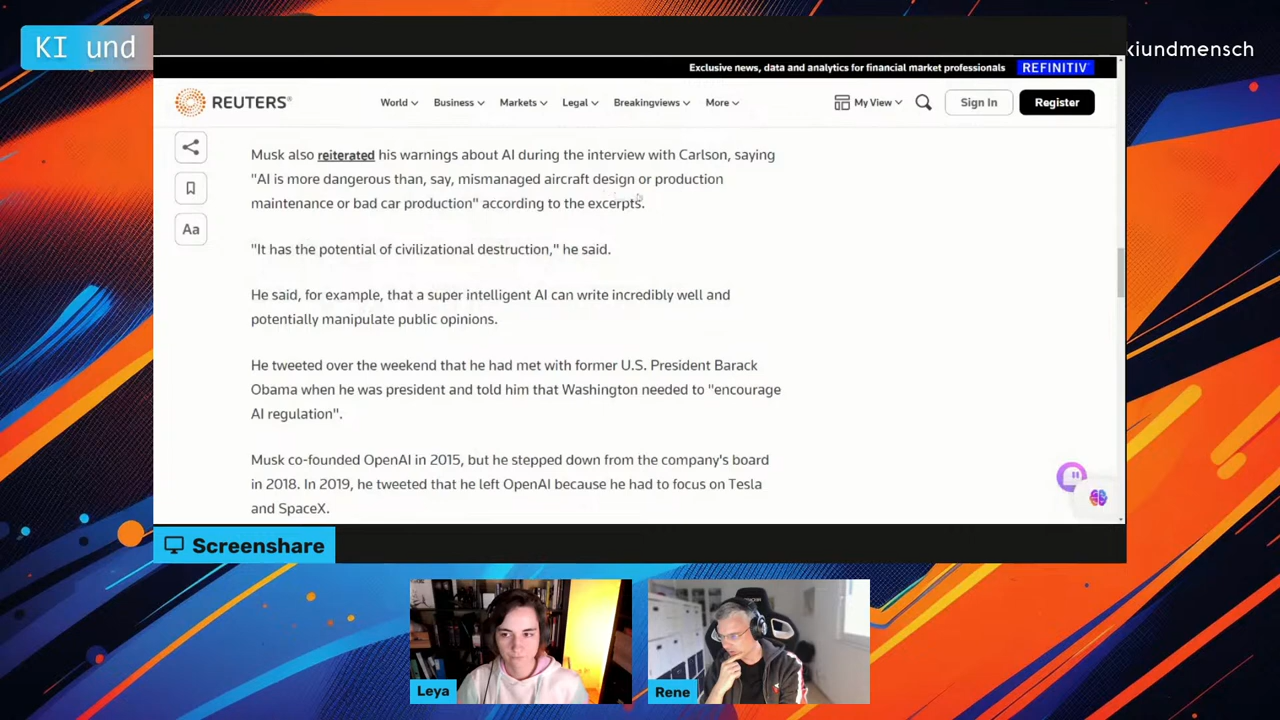 KI und
kiundmensch
Exclusive news, data and analytics for financial market professionals REFINITIV
REUTERS®
World Business Markets Legal Breakingviews More My View Sign In Register
Musk also reiterated his warnings about AI during the interview with Carlson, saying
"AI is more dangerous than, say, mismanaged aircraft design or production
maintenance or bad car production" according to the excerpts.
"It has the potential of civilizational destruction," he said.
He said, for example, that a super intelligent AI can write incredibly well and
potentially manipulate public opinions.
He tweeted over the weekend that he had met with former U.S. President Barack
Obama when he was president and told him that Washington needed to "encourage
AI regulation".
Musk co-founded OpenAI in 2015, but he stepped down from the company's board
in 2018. In 2019, he tweeted that he left OpenAI because he had to focus on Tesla
and SpaceX.
Aa
Screenshare
Leya
Rene